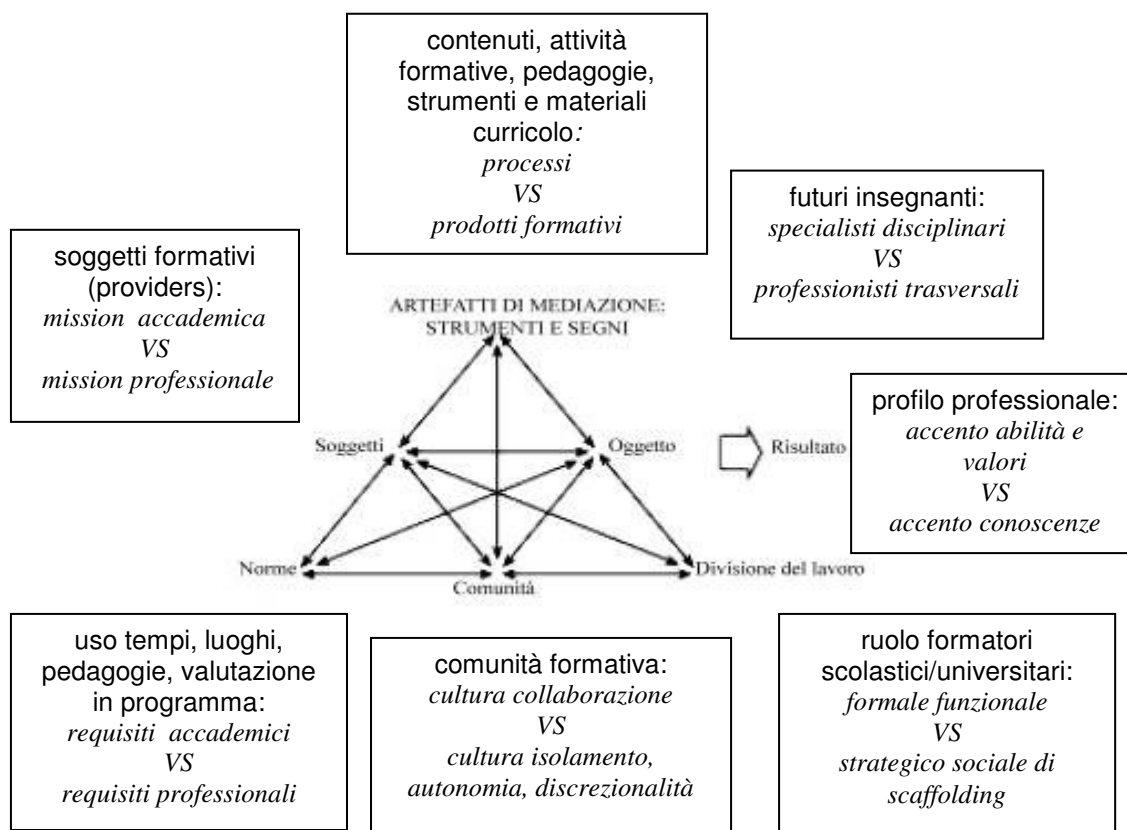 contenuti, attività
formative, pedagogie,
strumenti e materiali
curricolo:
processi
VS
prodotti formativi
futuri insegnanti:
specialisti disciplinari
VS
professionisti trasversali
soggetti formativi
(providers):
mission accademica
VS
mission professionale
ARTEFATTI DI MEDIAZIONE:
STRUMENTI E SEGNI
profilo professionale:
accento abilità e
valori
VS
accento conoscenze
Soggetti
Oggetto
Risultato
Norme
Comunità
Divisione del lavoro
uso tempi, luoghi,
pedagogie, valutazione
in programma:
requisiti accademici
VS
requisiti professionali
comunità formativa:
cultura collaborazione
VS
cultura isolamento,
autonomia, discrezionalità
ruolo formatori
scolastici/universitari:
formale funzionale
VS
strategico sociale di
scaffolding